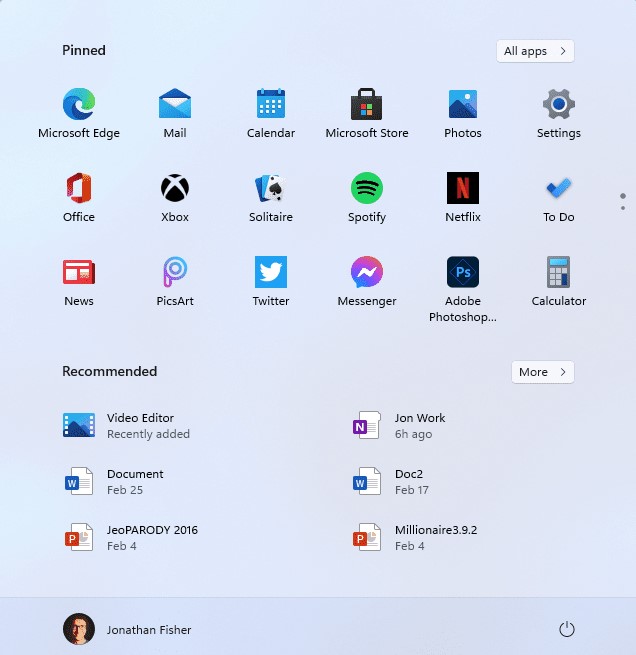 Pinned
All apps
Microsoft Edge
Mail
Calendar
Microsoft Store
Photos
Settings
Office
Xbox
Solitaire
Spotify
Netflix
To Do
News
PicsArt
Twitter
Messenger
Ps
Adobe
Photoshop...
Calculator
Recommended
More
Video Editor
Recently added
N
Jon Work
6h ago
W
Document
Feb 25
W
Doc2
Feb 17
P
JeoPARODY 2016
Feb 4
P
Millionaire3.9.2
Feb 4
Jonathan Fisher